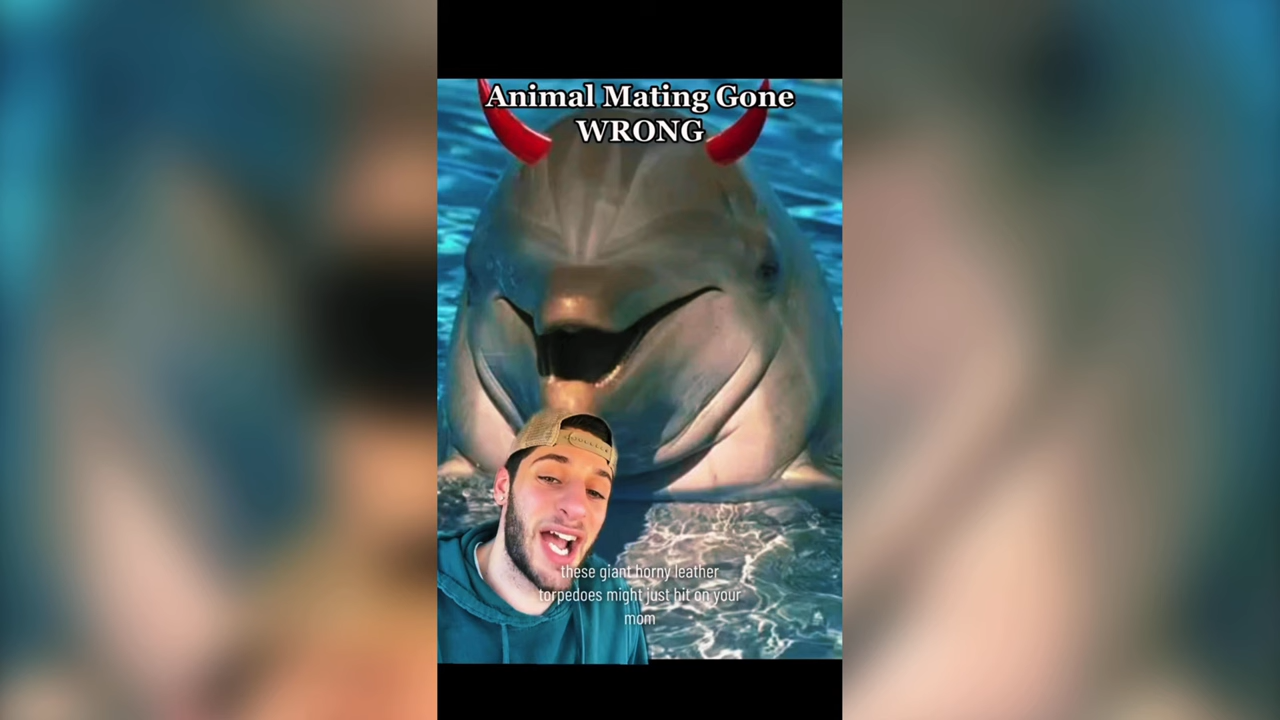 Animal Mating Gone
WRONG
these giant horny leather
torpedoes might just hit on your
mom